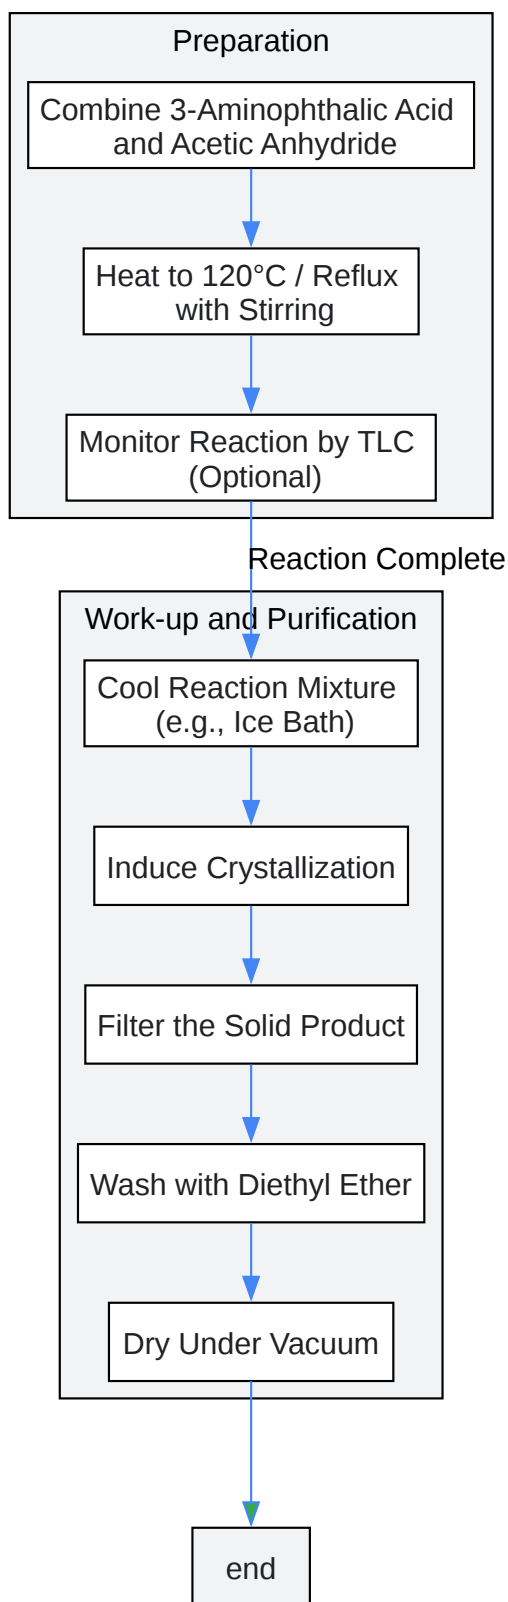 Preparation
Combine 3-Aminophthalic Acid
and Acetic Anhydride
Heat to 120°C / Reflux
with Stirring
Monitor Reaction by TLC
(Optional)
Reaction Complete
Work-up and Purification
Cool Reaction Mixture
(e.g., Ice Bath)
Induce Crystallization
Filter the Solid Product
Wash with Diethyl Ether
Dry Under Vacuum
end